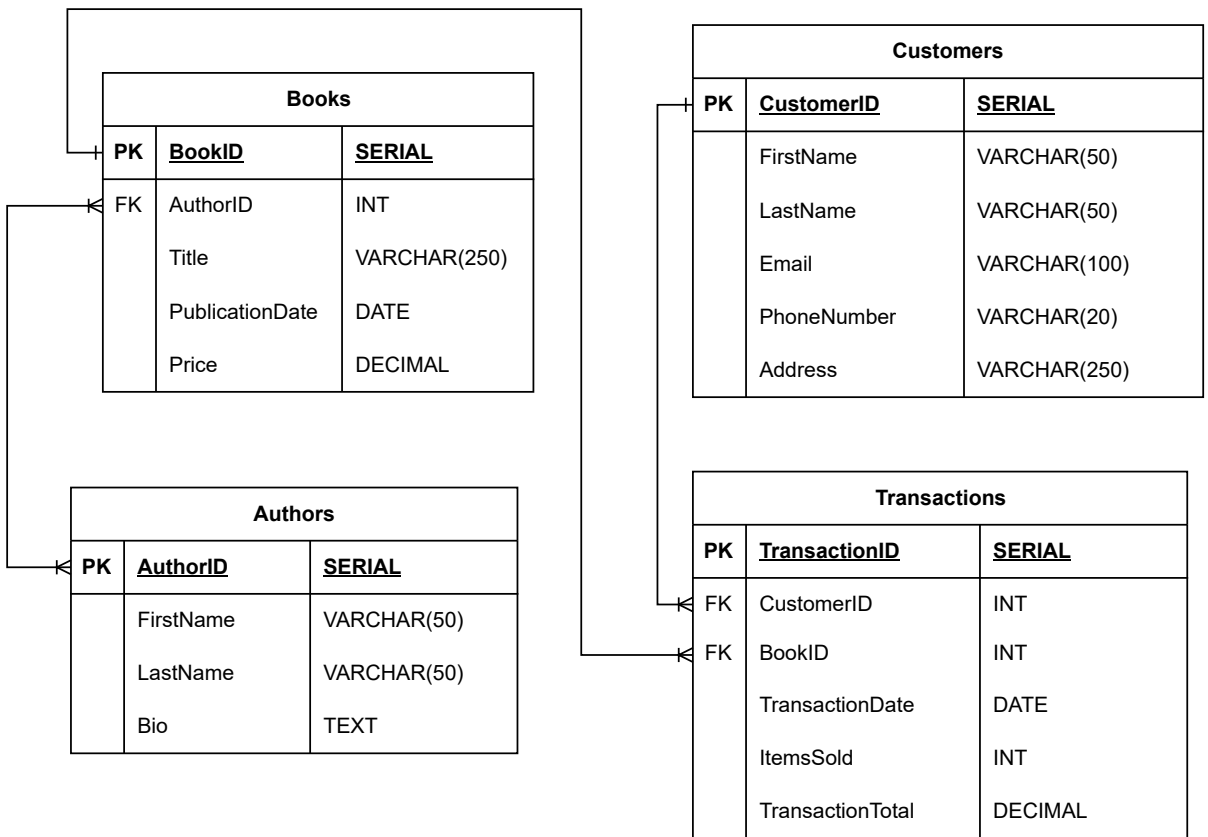 Books
PK BookID SERIAL
FK AuthorID INT
Title VARCHAR(250)
PublicationDate DATE
Price DECIMAL
Authors
PK AuthorID SERIAL
FirstName VARCHAR(50)
LastName VARCHAR(50)
Bio TEXT
Customers
PK CustomerID SERIAL
FirstName VARCHAR(50)
LastName VARCHAR(50)
Email VARCHAR(100)
PhoneNumber VARCHAR(20)
Address VARCHAR(250)
Transactions
PK TransactionID SERIAL
FK CustomerID INT
FK BookID INT
TransactionDate DATE
ItemsSold INT
TransactionTotal DECIMAL